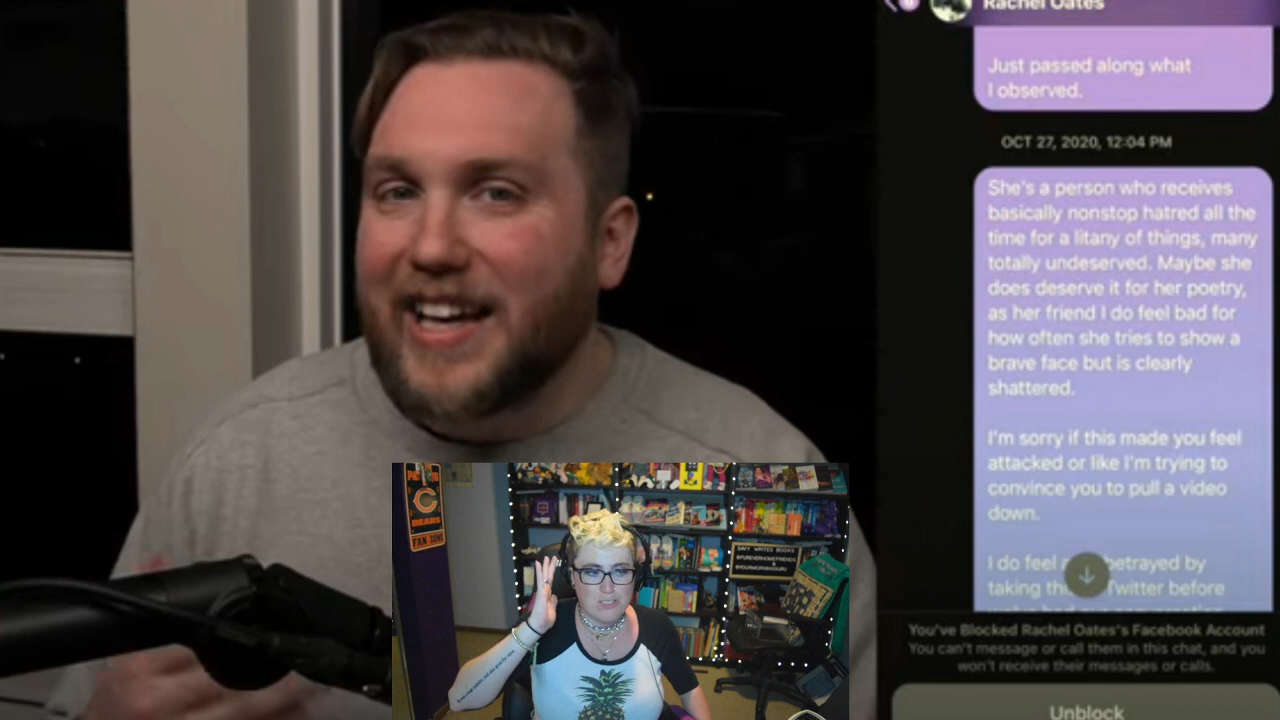 Rachel Oates
Just passed along what
I observed.
OCT 27, 2020, 12:04 PM
She's a person who receives
basically nonstop hatred all the
time for a litany of things, many
totally undeserved. Maybe she
does deserve it for her poetry,
as her friend I do feel bad for
how often she tries to show a
brave face but is clearly
shattered.
I'm sorry if this made you feel
attacked or like I'm trying to
convince you to pull a video
down.
I do feel a betrayed by
taking Twitter before
You've Blocked Rachel Oates's Facebook Account
You can't message or call them in this chat, and you
won't receive their messages or calls.
Unblock
BEARS
FAN ZONE
SAVY WRITES BOOKS
@FOREVERHOMEFRIENDS
&